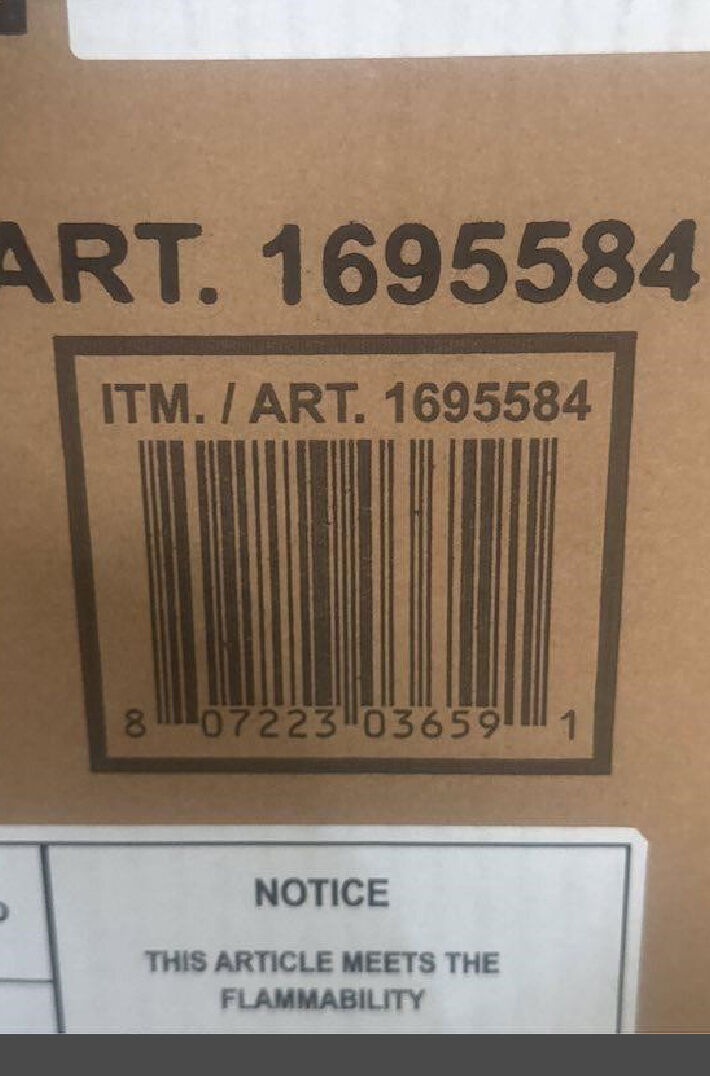 ART. 1695584
ITM. / ART. 1695584
8 07223 03659 1
NOTICE
THIS ARTICLE MEETS THE
FLAMMABILITY